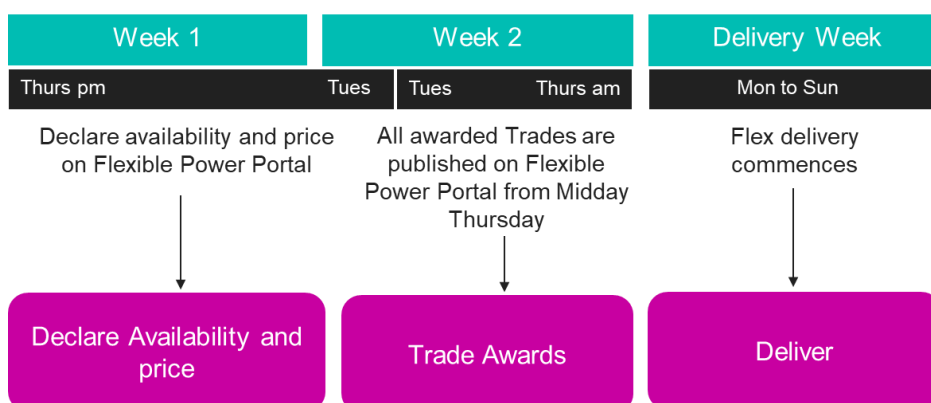 Week 1
Week 2
Delivery Week
Thurs pm
Tues
Tues
Thurs am
Mon to Sun
Declare availability and price
on Flexible Power Portal
All awarded Trades are
published on Flexible
Power Portal from Midday
Thursday
Flex delivery
commences
Declare Availability and
price
Trade Awards
Deliver